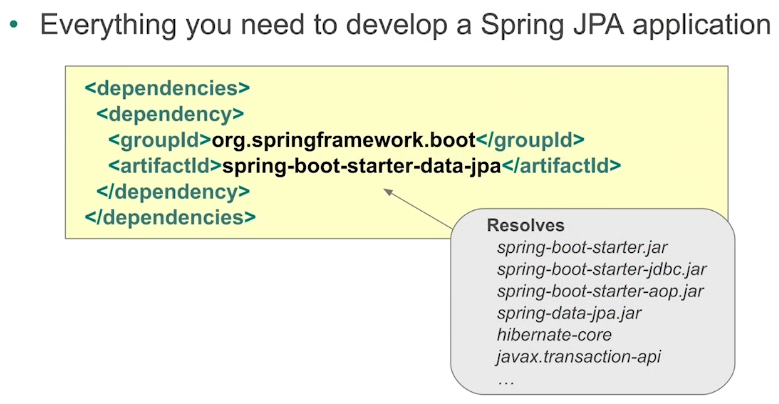 • Everything you need to develop a Spring JPA application
<dependencies>
<dependency>
<groupId>org.springframework.boot</groupId>
<artifactId>spring-boot-starter-data-jpa</artifactId>
</dependency>
</dependencies>
Resolves
spring-boot-starter.jar
spring-boot-starter-jdbc.jar
spring-boot-starter-aop.jar
spring-data-jpa.jar
hibernate-core
javax.transaction-api
…